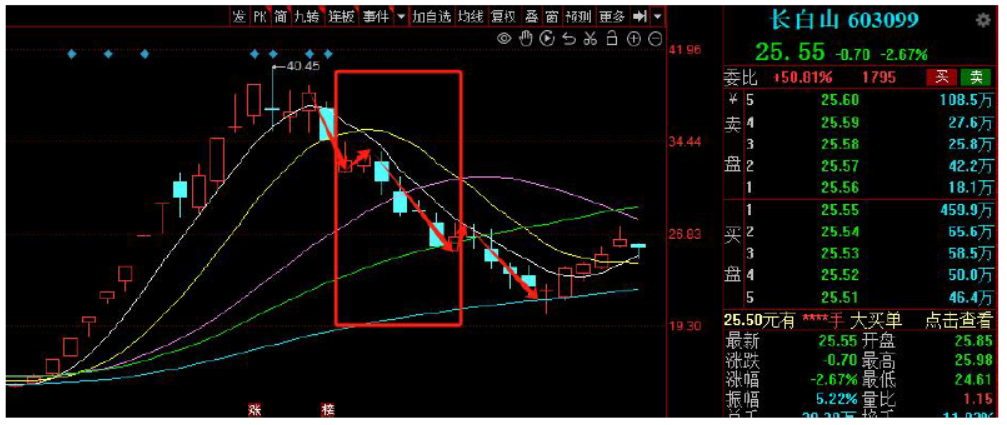 发 PK 简 九转 连板 事件 加自选 均线 复权 叠 窗 预测 更多
长白山 603099
41.96
40.45
34.44
26.83
19.30
涨 榜
25.55 -0.70 -2.67%
委比 +50.81% 1795 买 卖
¥ 5 25.60 108.5万
卖 4 25.59 27.6万
3 25.58 25.8万
盘 2 25.57 42.2万
1 25.56 18.1万
1 25.55 459.9万
买 2 25.54 65.6万
3 25.53 58.5万
盘 4 25.52 50.0万
5 25.51 46.4万
25.50元有 ****手 大买单 点击查看
最新 25.55 开盘 25.85
涨跌 -0.70 最高 25.98
涨幅 -2.67% 最低 24.61
振幅 5.22% 量比 1.15